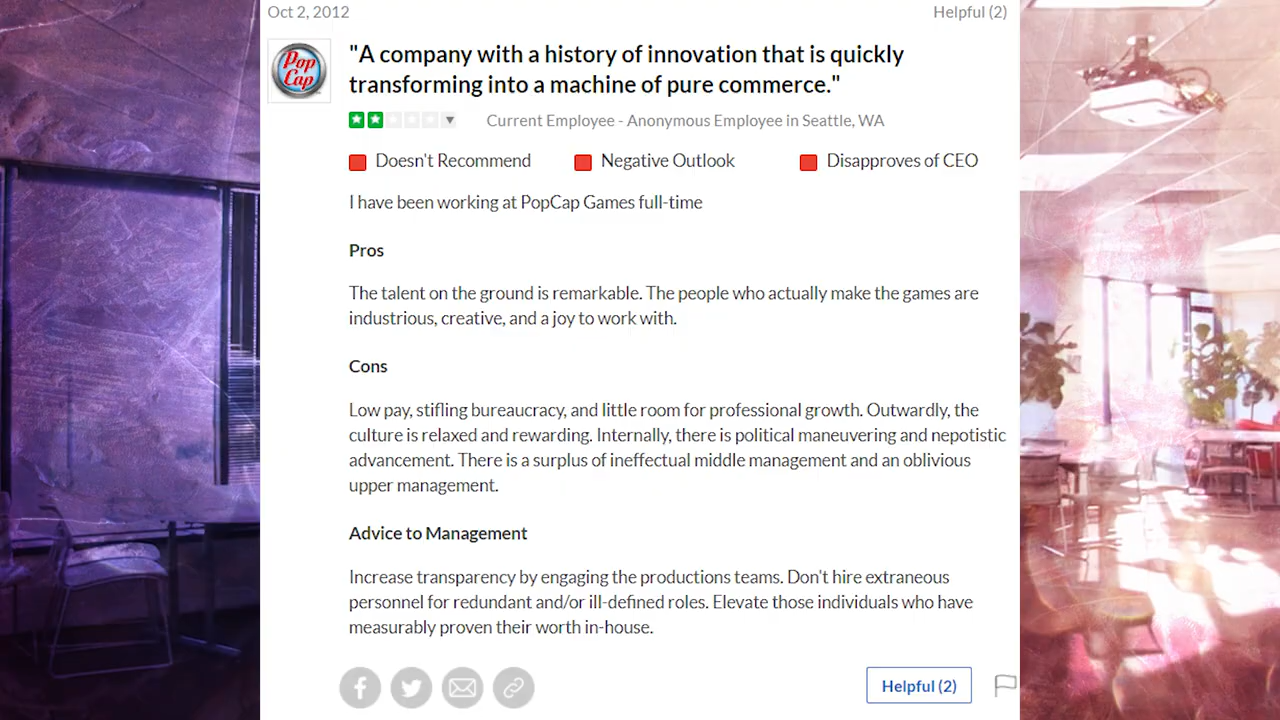 Oct 2, 2012
Helpful (2)
Pop
Cap
"A company with a history of innovation that is quickly
transforming into a machine of pure commerce."
Current Employee - Anonymous Employee in Seattle, WA
Doesn't Recommend
Negative Outlook
Disapproves of CEO
I have been working at PopCap Games full-time
Pros
The talent on the ground is remarkable. The people who actually make the games are
industrious, creative, and a joy to work with.
Cons
Low pay, stifling bureaucracy, and little room for professional growth. Outwardly, the
culture is relaxed and rewarding. Internally, there is political maneuvering and nepotistic
advancement. There is a surplus of ineffectual middle management and an oblivious
upper management.
Advice to Management
Increase transparency by engaging the productions teams. Don't hire extraneous
personnel for redundant and/or ill-defined roles. Elevate those individuals who have
measurably proven their worth in-house.
Helpful (2)